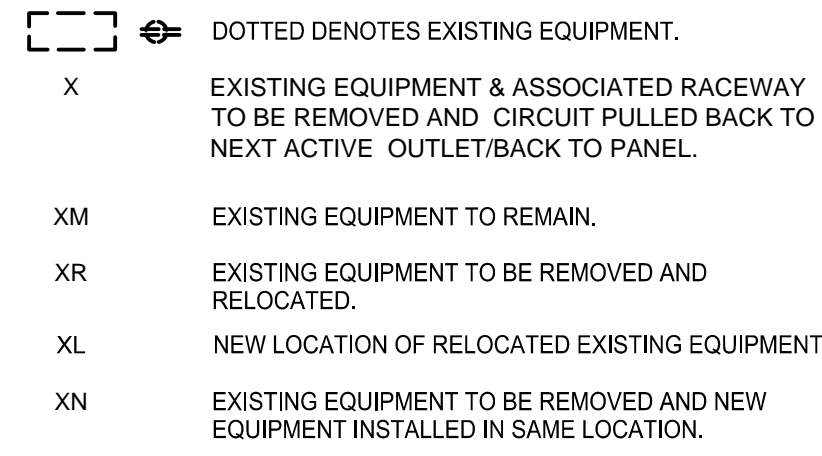 DOTTED DENOTES EXISTING EQUIPMENT.
X EXISTING EQUIPMENT & ASSOCIATED RACEWAY
TO BE REMOVED AND CIRCUIT PULLED BACK TO
NEXT ACTIVE OUTLET/BACK TO PANEL.
XM EXISTING EQUIPMENT TO REMAIN.
XR EXISTING EQUIPMENT TO BE REMOVED AND
RELOCATED.
XL NEW LOCATION OF RELOCATED EXISTING EQUIPMENT
XN EXISTING EQUIPMENT TO BE REMOVED AND NEW
EQUIPMENT INSTALLED IN SAME LOCATION.